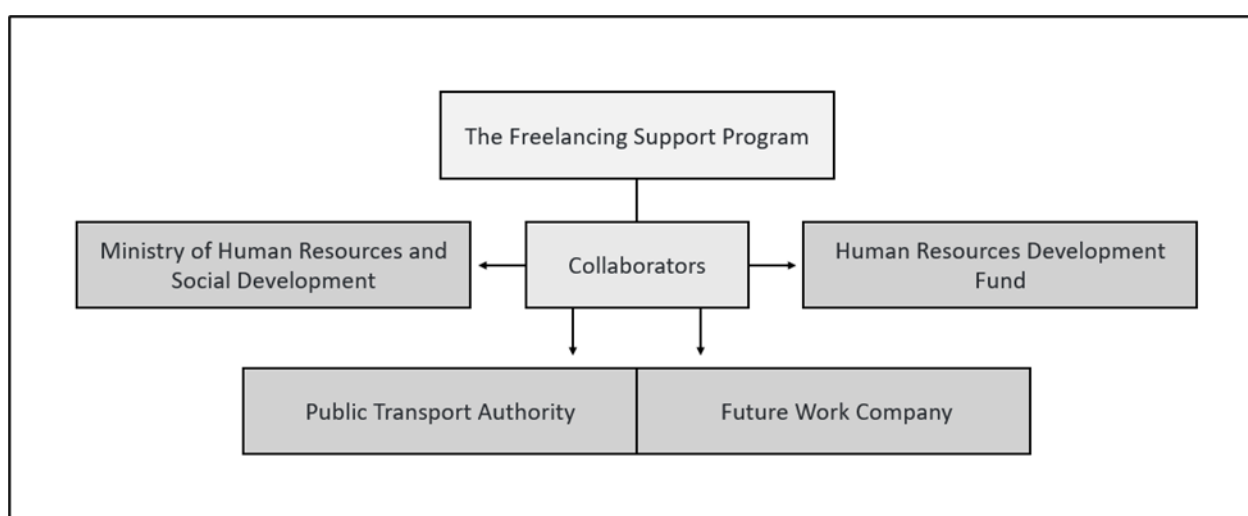 The Freelancing Support Program
Ministry of Human Resources and
Social Development
Collaborators
Human Resources Development
Fund
Public Transport Authority
Future Work Company